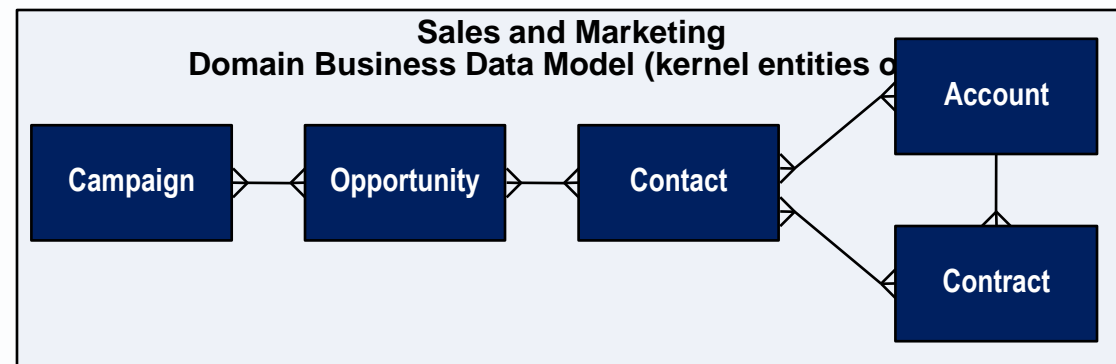 Sales and Marketing
Domain Business Data Model (kernel entities
Account
Campaign
Opportunity
Contact
Contract